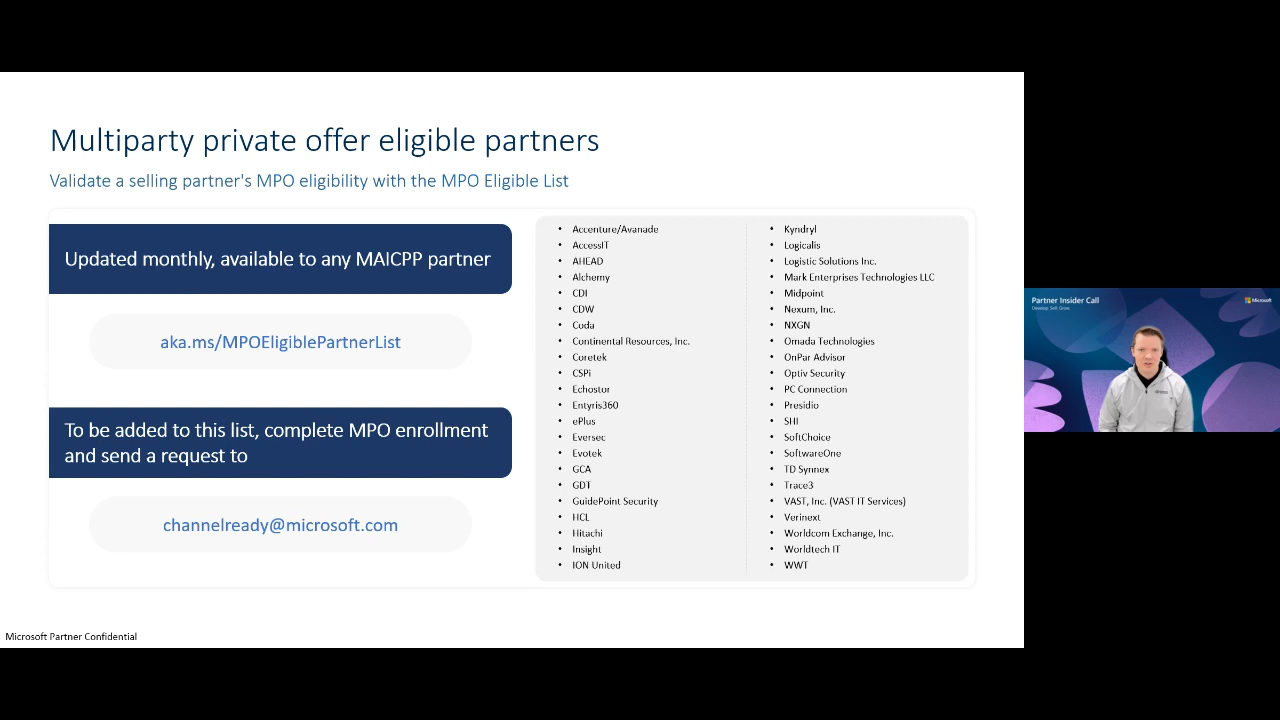 Multiparty private offer eligible partners
Validate a selling partner's MPO eligibility with the MPO Eligible List
Updated monthly, available to any MAICPP partner
aka.ms/MPOEligiblePartnerList
To be added to this list, complete MPO enrollment
and send a request to
channelready@microsoft.com
• Accenture/Avanade
• AccessIT
• AHEAD
• Alchemy
• CDI
• CDW
• Coda
• Continental Resources, Inc.
• Coretek
• CSPi
• Echostor
• Entyris360
• ePlus
• Eversec
• Evotek
• GCA
• GDT
• GuidePoint Security
• HCL
• Hitachi
• Insight
• ION United
• Kyndryl
• Logicalis
• Logistic Solutions Inc.
• Mark Enterprises Technologies LLC
• Midpoint
• Nexum, Inc.
• NXGN
• Omada Technologies
• OnPar Advisor
• Optiv Security
• PC Connection
• Presidio
• SHI
• SoftChoice
• SoftwareOne
• TD Synnex
• Trace3
• VAST, Inc. (VAST IT Services)
• Verinext
• Worldcom Exchange, Inc.
• Worldtech IT
• WWT
Microsoft Partner Confidential
Partner Insider Call
Develop. Sell. Grow.
Microsoft